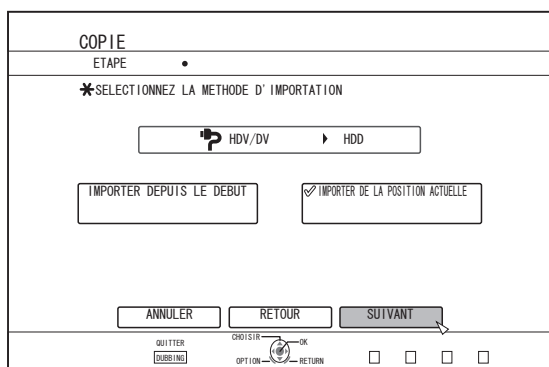 COPIE
ETAPE
SELECTIONNEZ LA METHODE D'IMPORTATION
HDV/DV HDD
IMPORTER DEPUIS LE DEBUT
IMPORTER DE LA POSITION ACTUELLE
ANNULER RETOUR SUIVANT
QUITTER
DUBBING
CHOISIR OK
OPTION RETURN